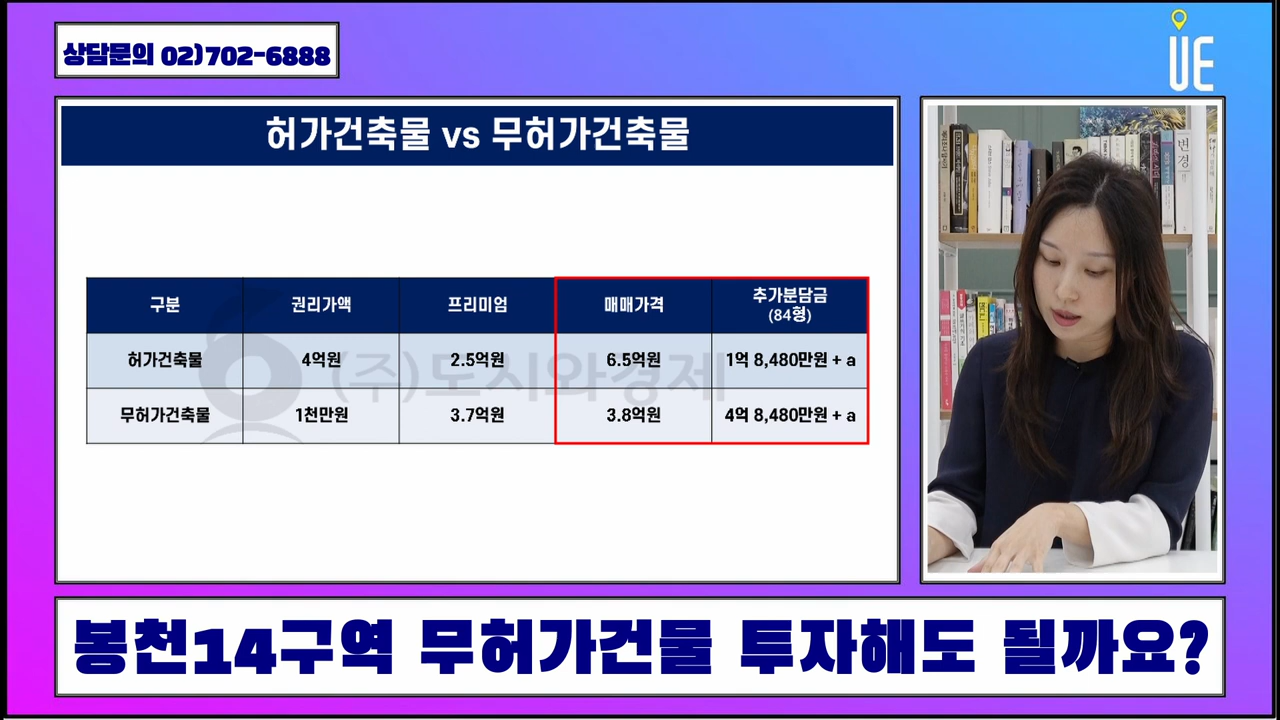 상담문의 02)702-6888
UE
허가건축물 vs 무허가건축물
구분 권리가액 프리미엄 매매가격 추가분담금
(84형)
허가건축물 4억원 2.5억원 6.5억원 1억 8,480만원 + a
무허가건축물 1천만원 3.7억원 3.8억원 4억 8,480만원 + a
(주)도시와경제
변경
봉천14구역 무허가건물 투자해도 될까요?